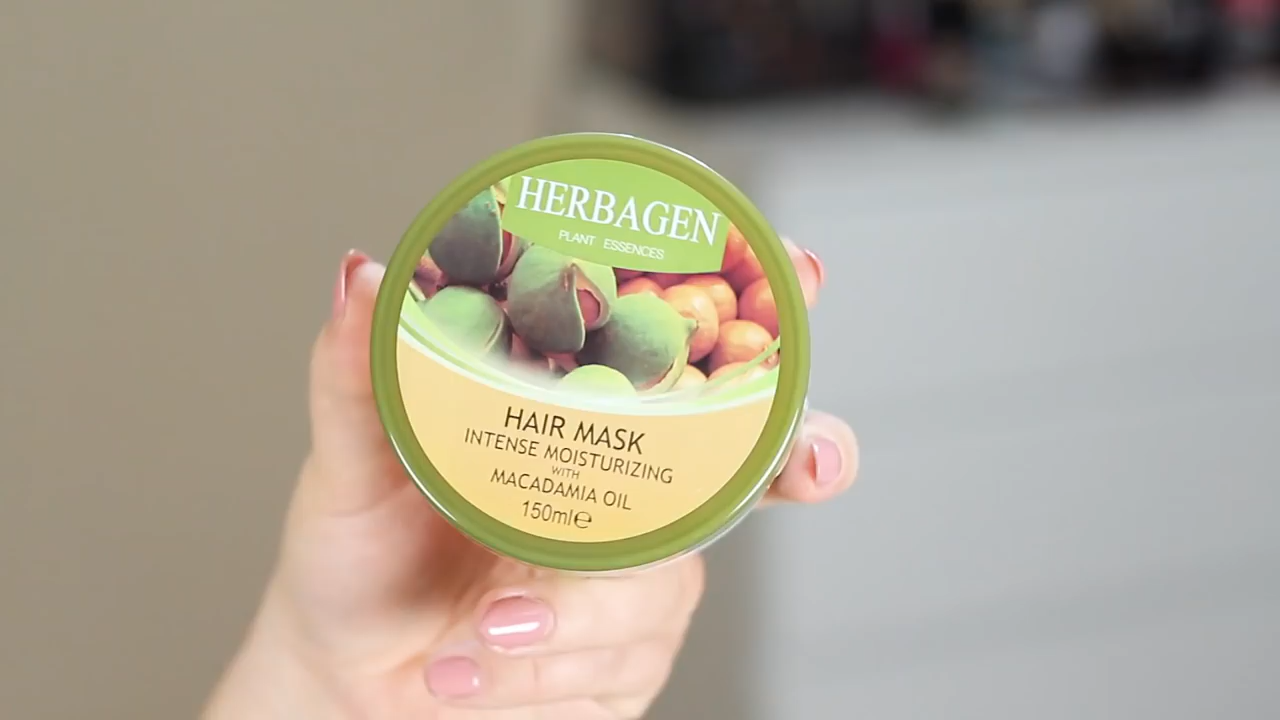 HERBAGEN
PLANT ESSENCES
HAIR MASK
INTENSE MOISTURIZING
WITH
MACADAMIA OIL
150ml℮